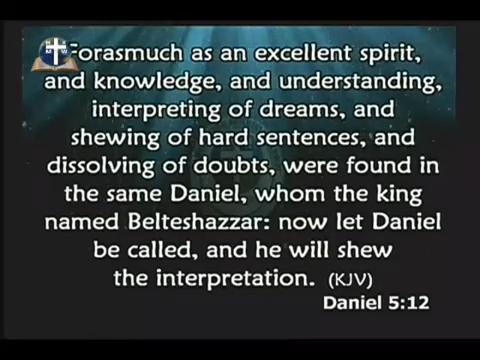 Forasmuch as an excellent spirit,
and knowledge, and understanding,
interpreting of dreams, and
shewing of hard sentences, and
dissolving of doubts, were found in
the same Daniel, whom the king
named Belteshazzar: now let Daniel
be called, and he will shew
the interpretation. (KJV)
Daniel 5:12